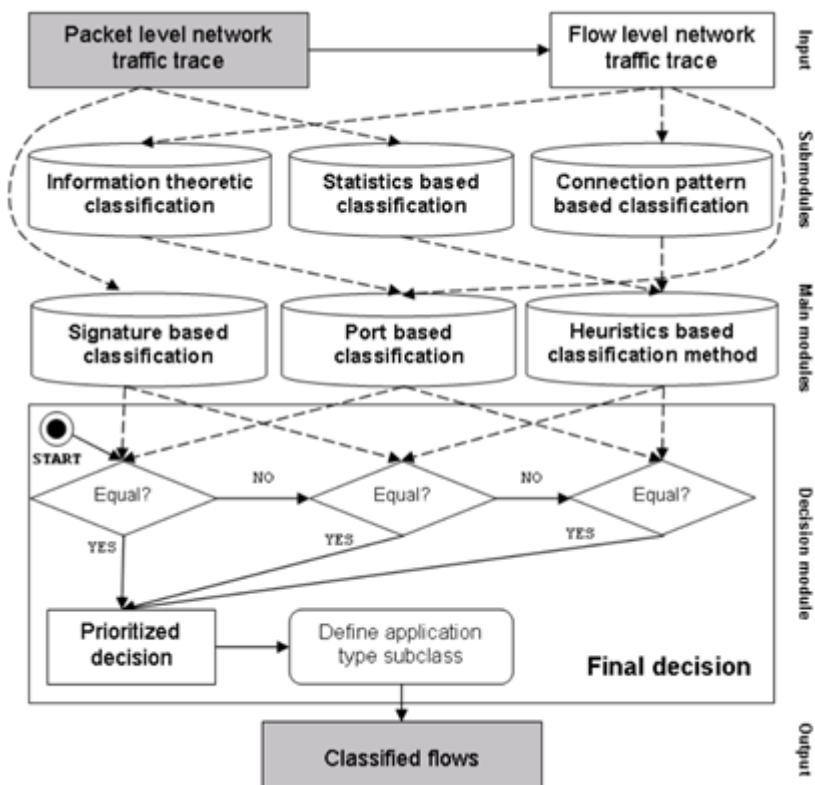 Packet level network
traffic trace
Flow level network
traffic trace
Input
Information theoretic
classification
Statistics based
classification
Connection pattern
based classification
Submodules
Signature based
classification
Port based
classification
Heuristics based
classification method
Main modules
START
Equal?
NO
Equal?
NO
Equal?
YES
YES
YES
Decision module
Prioritized
decision
Define application
type subclass
Final decision
Classified flows
Output